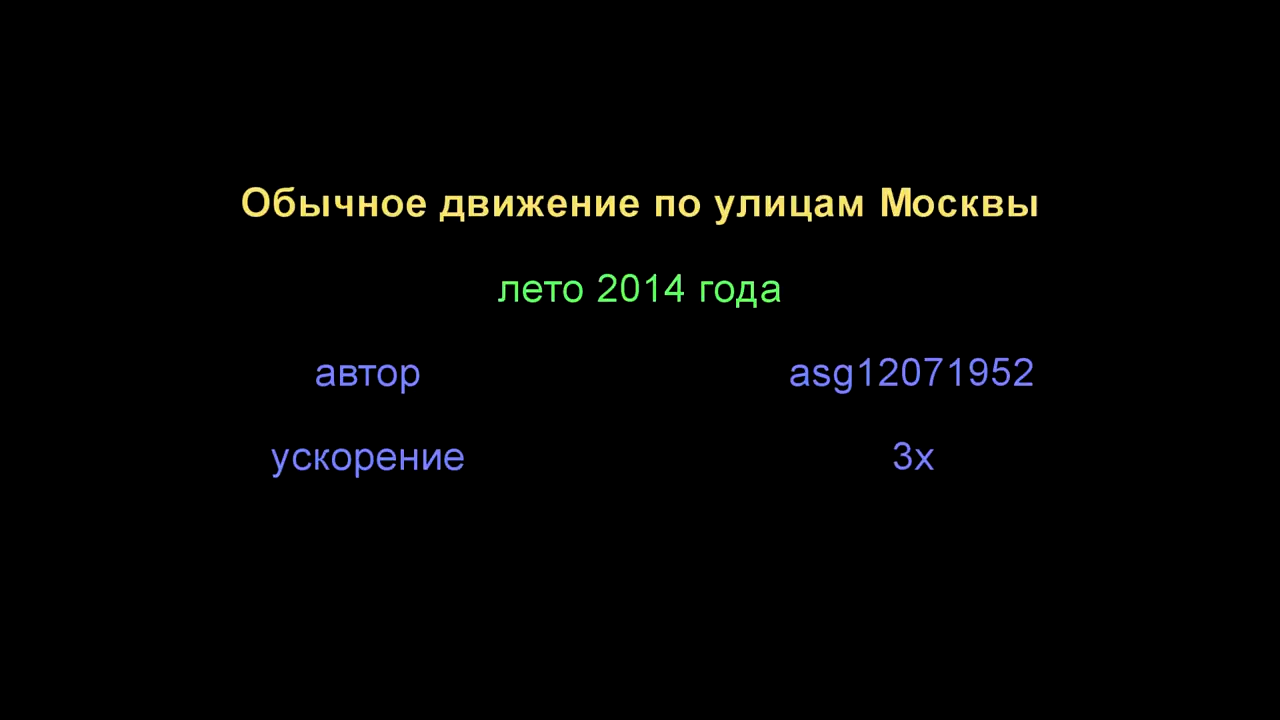 Обычное движение по улицам Москвы
лето 2014 года
автор asg12071952
ускорение 3x